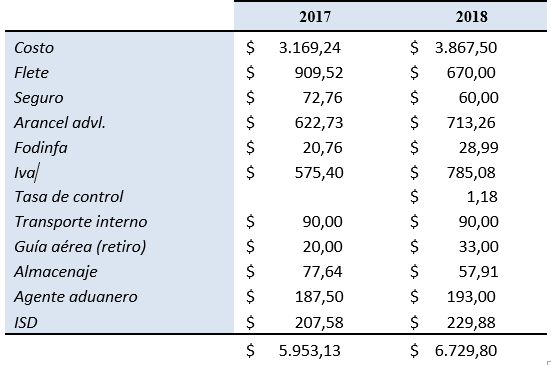 2017 2018
Costo $ 3.169,24 $ 3.867,50
Flete $ 909,52 $ 670,00
Seguro $ 72,76 $ 60,00
Arancel advl. $ 622,73 $ 713,26
Fodinfa $ 20,76 $ 28,99
Iva $ 575,40 $ 785,08
Tasa de control $ 1,18
Transporte interno $ 90,00 $ 90,00
Guía aérea (retiro) $ 20,00 $ 33,00
Almacenaje $ 77,64 $ 57,91
Agente aduanero $ 187,50 $ 193,00
ISD $ 207,58 $ 229,88
$ 5.953,13 $ 6.729,80